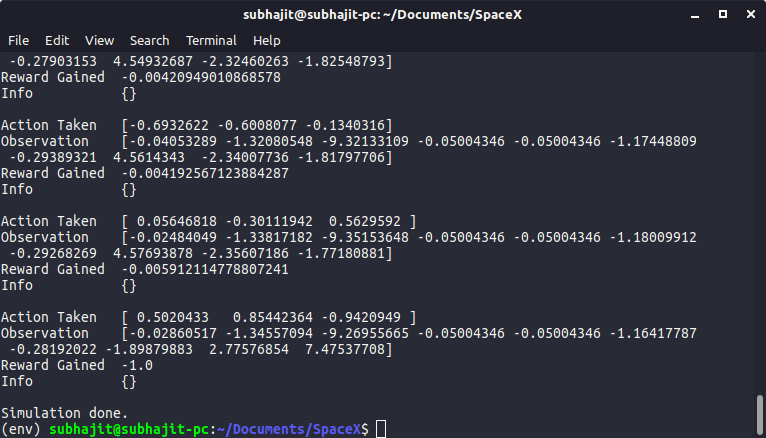 subhajit@subhajit-pc: ~/Documents/SpaceX
File Edit View Search Terminal Help
-0.27903153 4.54932687 -2.32460263 -1.82548793]
Reward Gained -0.00420949010868578
Info {}
Action Taken [-0.6932622 -0.6008077 -0.1340316]
Observation [-0.04053289 -1.32080548 -9.32133109 -0.05004346 -0.05004346 -1.17448809
-0.29389321 4.5614343 -2.34007736 -1.81797706]
Reward Gained -0.004192567123884287
Info {}
Action Taken [ 0.05646818 -0.30111942 0.5629592 ]
Observation [-0.02484049 -1.33817182 -9.35153648 -0.05004346 -0.05004346 -1.18009912
-0.29268269 4.57693878 -2.35607186 -1.77180881]
Reward Gained -0.005912114778807241
Info {}
Action Taken [ 0.5020433 0.85442364 -0.9420949 ]
Observation [-0.02860517 -1.34557094 -9.26955665 -0.05004346 -0.05004346 -1.16417787
-0.28192022 -1.89879883 2.77576854 7.47537708]
Reward Gained -1.0
Info {}
Simulation done.
(env) subhajit@subhajit-pc:~/Documents/SpaceX$